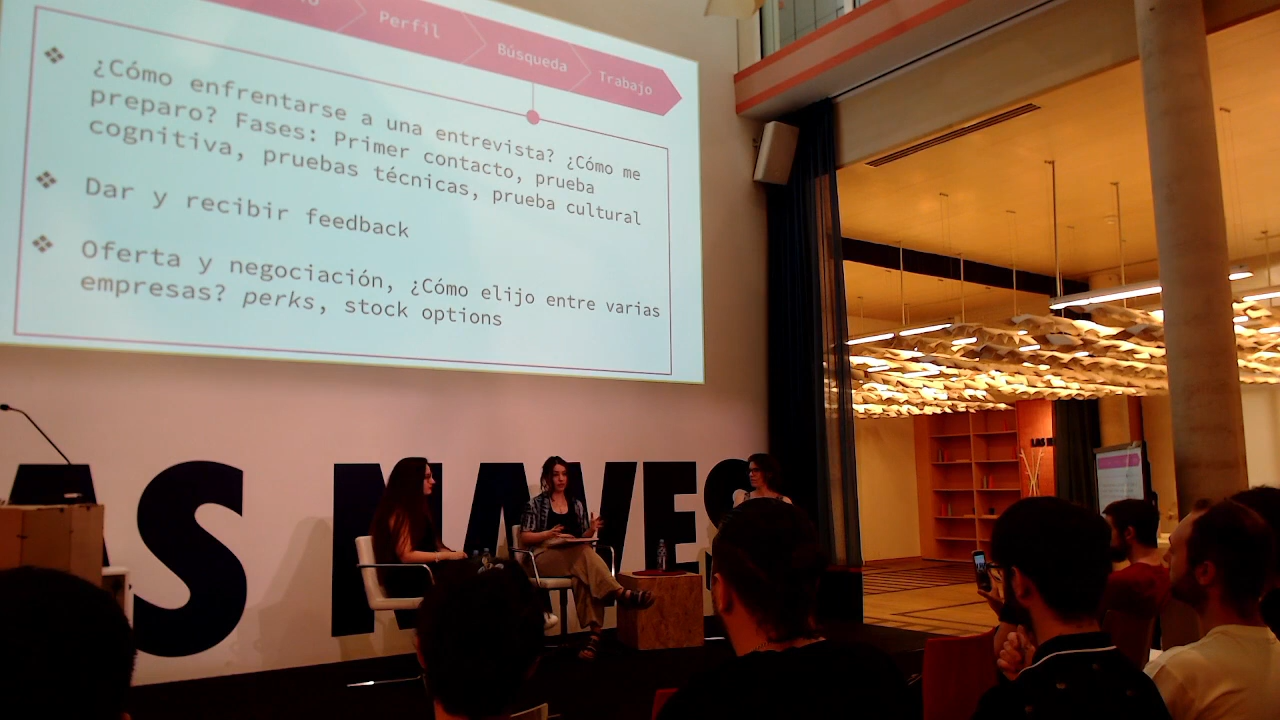 Perfil
Búsqueda
Trabajo
¿Cómo enfrentarse a una entrevista? ¿Cómo me
preparo? Fases: Primer contacto, prueba
cognitiva, pruebas técnicas, prueba cultural
Dar y recibir feedback
Oferta y negociación, ¿Cómo elijo entre varias
empresas? perks, stock options
AS NAVES